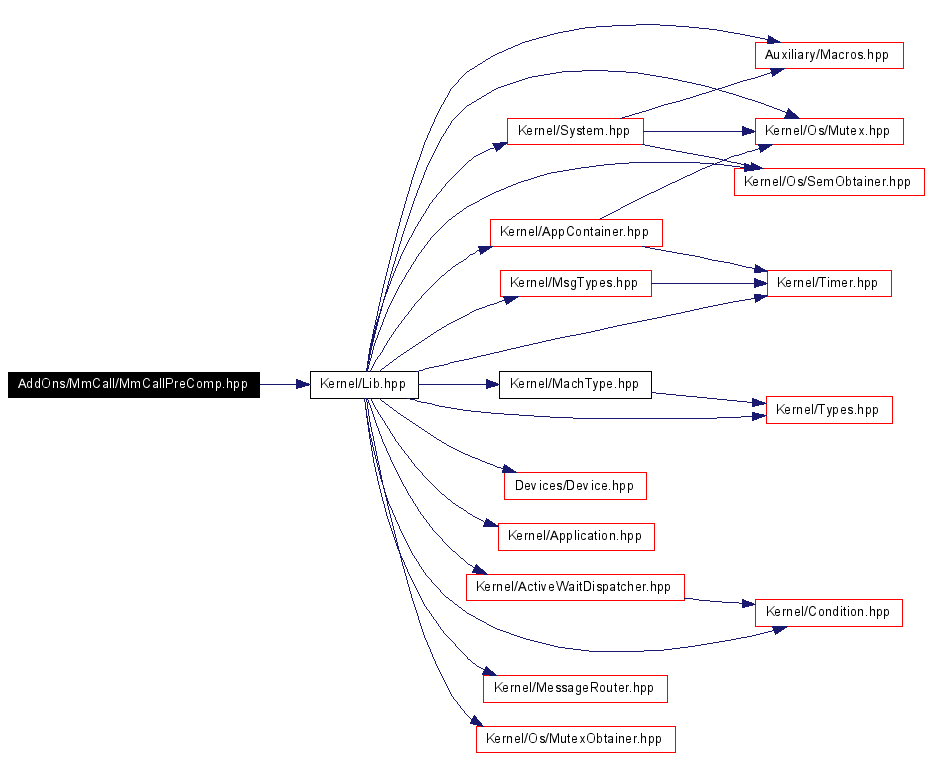 Auxiliary/Macros.hpp
Kernel/System.hpp
Kernel/Os/Mutex.hpp
Kernel/Os/SemObtainer.hpp
Kernel/AppContainer.hpp
Kernel/MsgTypes.hpp
Kernel/Timer.hpp
AddOns/MmCall/MmCallPreComp.hpp
Kernel/Lib.hpp
Kernel/MachType.hpp
Kernel/Types.hpp
Devices/Device.hpp
Kernel/Application.hpp
Kernel/ActiveWaitDispatcher.hpp
Kernel/Condition.hpp
Kernel/MessageRouter.hpp
Kernel/Os/MutexObtainer.hpp